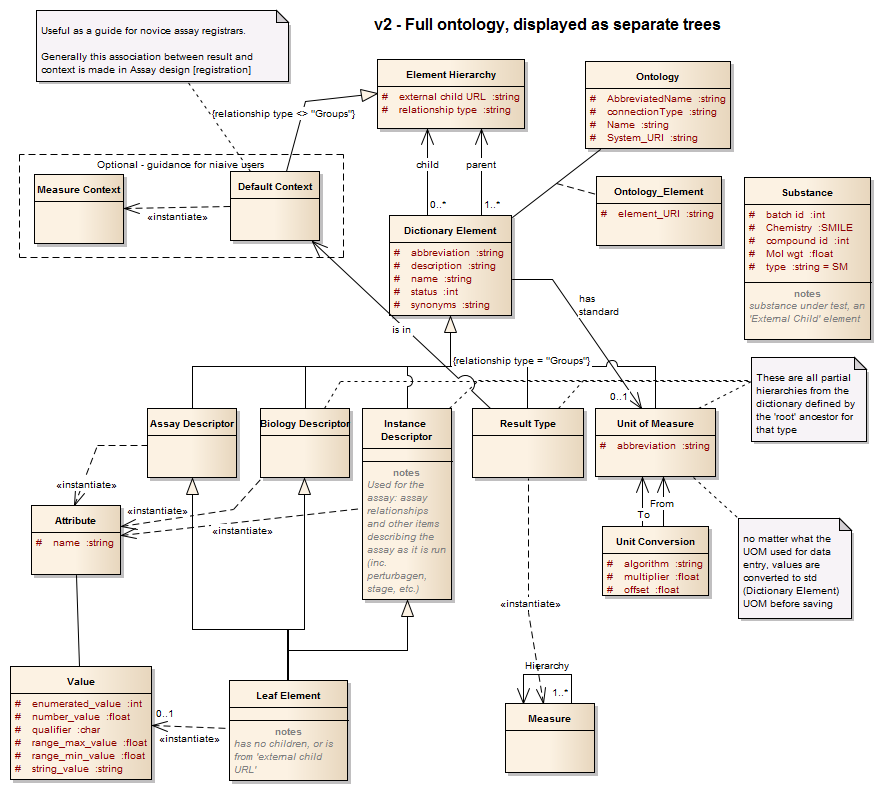 v2 - Full ontology, displayed as separate trees
Useful as a guide for novice assay registrars.
Generally this association between result and
context is made in Assay design [registration]
Element Hierarchy
# external child URL :string
# relationship type :string
Ontology
# AbbreviatedName :string
# connectionType :string
# Name :string
# System_URI :string
{relationship type <> "Groups"}
Optional - guidance for niaive users
Measure Context
«instantiate»
Default Context
child
parent
0..*
1..*
Ontology_Element
# element_URI :string
Substance
# batch id :int
# Chemistry :SMILE
# compound id :int
# Mol wgt :float
# type :string = SM
notes
substance under test, an
'External Child' element
Dictionary Element
# abbreviation :string
# description :string
# name :string
# status :int
# synonyms :string
has
standard
is in
{relationship type = "Groups"}
0..1
These are all partial
hierarchies from the
dictionary defined by
the 'root' ancestor for
that type
Assay Descriptor
Biology Descriptor
Instance
Descriptor
notes
Used for the
assay: assay
relationships
and other items
describing the
assay as it is run
(inc.
perturbagen,
stage, etc.)
Result Type
Unit of Measure
# abbreviation :string
«instantiate»
«instantiate»
«instantiate»
To
From
Attribute
# name :string
Unit Conversion
# algorithm :string
# multiplier :float
# offset :float
no matter what the
UOM used for data
entry, values are
converted to std
(Dictionary Element)
UOM before saving
«instantiate»
Hierarchy
1..*
Measure
Value
# enumerated_value :int
# number_value :float
# qualifier :char
# range_max_value :float
# range_min_value :float
# string_value :string
0..1
«instantiate»
Leaf Element
notes
has no children, or is
from 'external child
URL'